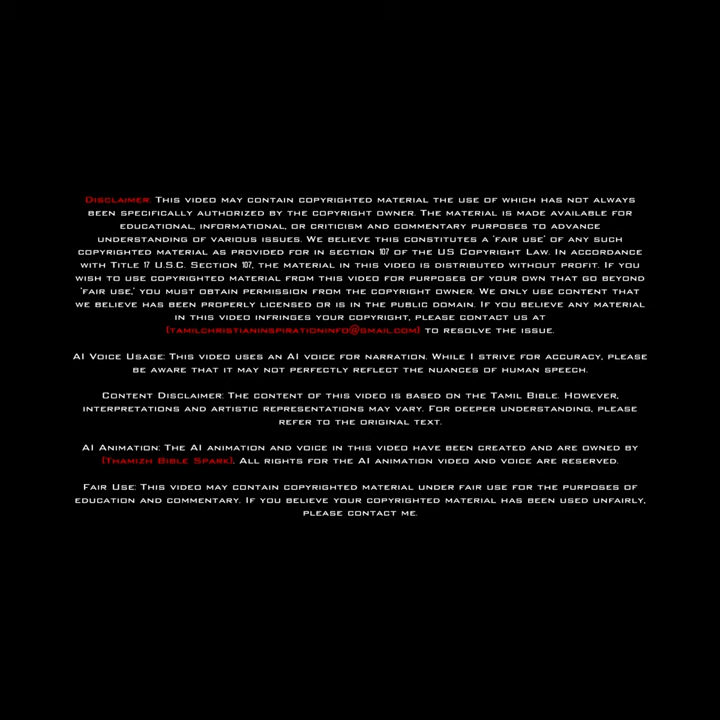 Disclaimer: This video may contain copyrighted material the use of which has not always
been specifically authorized by the copyright owner. The material is made available for
educational, informational, or criticism and commentary purposes to advance
understanding of various issues. We believe this constitutes a 'fair use' of any such
copyrighted material as provided for in section 107 of the US Copyright Law. In accordance
with Title 17 U.S.C. Section 107, the material in this video is distributed without profit. If you
wish to use copyrighted material from this video for purposes of your own that go beyond
'fair use,' you must obtain permission from the copyright owner. We only use content that
we believe has been properly licensed or is in the public domain. If you believe any material
in this video infringes your copyright, please contact us at
[tamilchristianinspirationinfo@gmail.com] to resolve the issue.
AI Voice Usage: This video uses an AI voice for narration. While I strive for accuracy, please
be aware that it may not perfectly reflect the nuances of human speech.
Content Disclaimer: The content of this video is based on the Tamil Bible. However,
interpretations and artistic representations may vary. For deeper understanding, please
refer to the original text.
AI Animation: The AI animation and voice in this video have been created and are owned by
[Thamizh Bible Spark]. All rights for the AI animation video and voice are reserved.
Fair Use: This video may contain copyrighted material under fair use for the purposes of
education and commentary. If you believe your copyrighted material has been used unfairly,
please contact me.